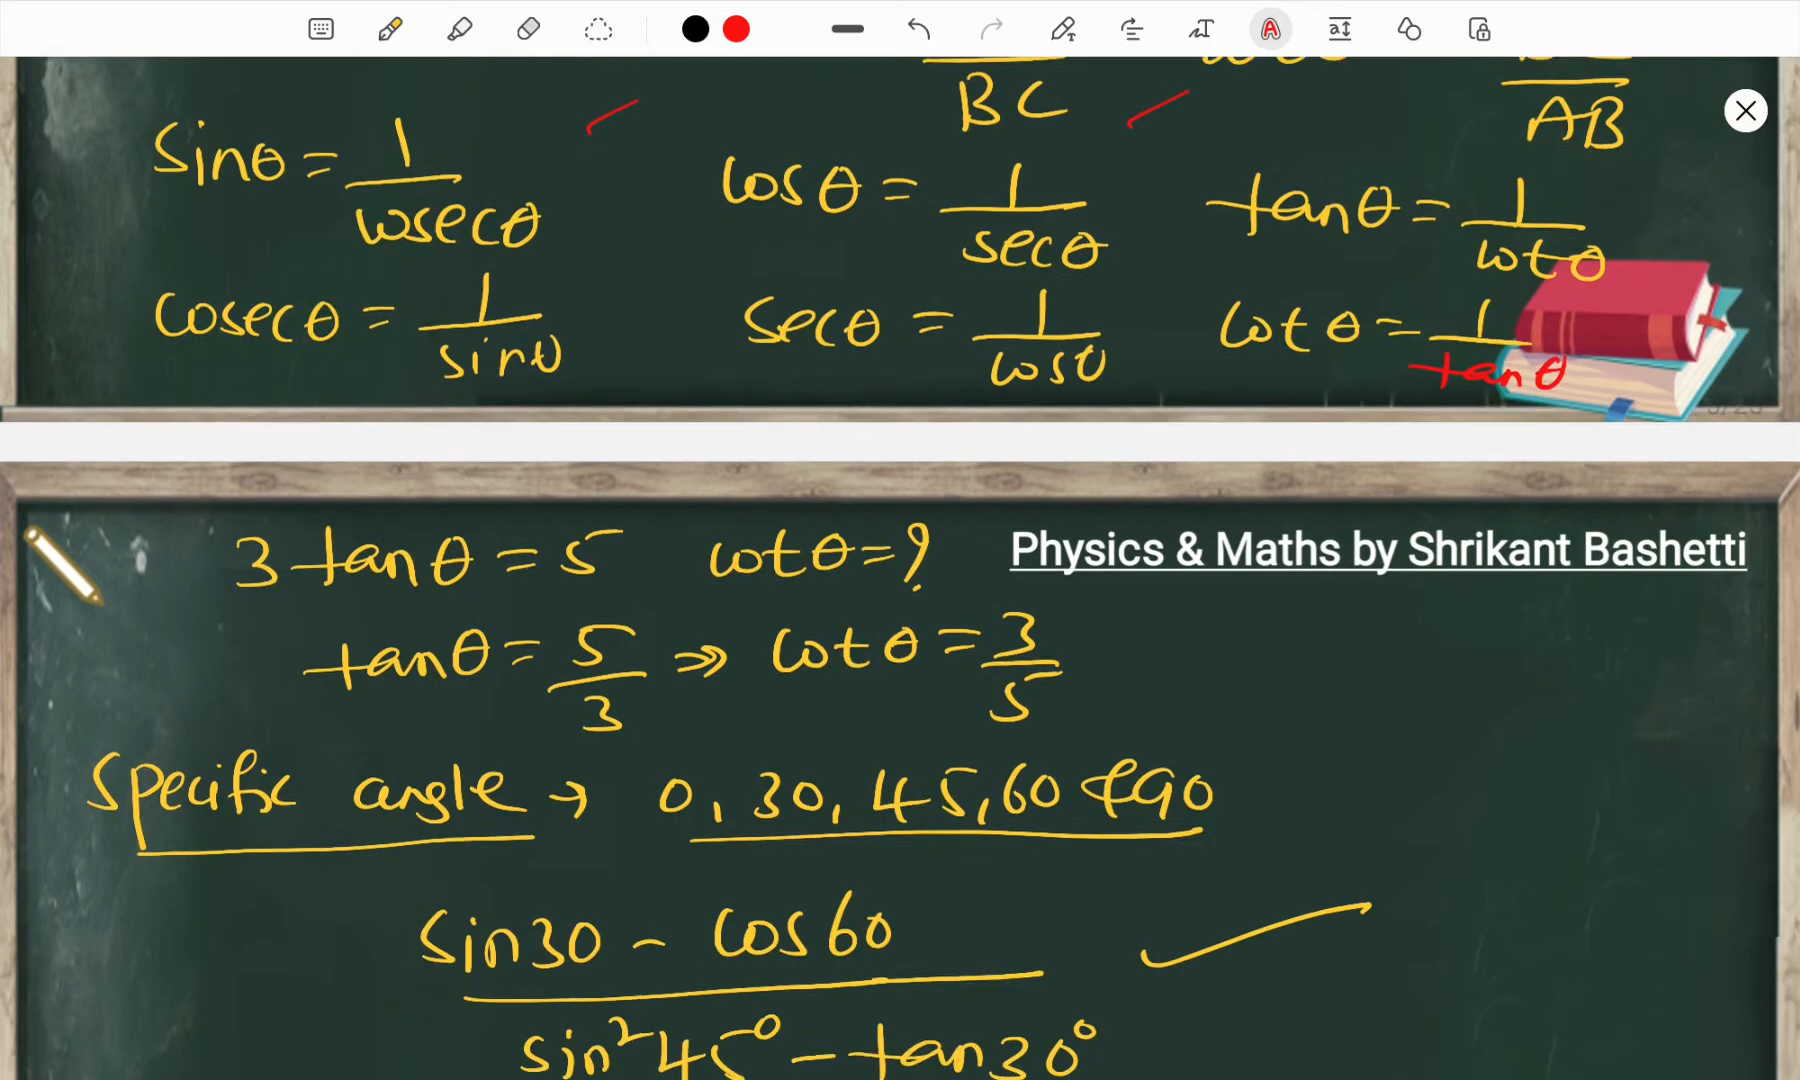 BC
AB
sinθ = 1/cosecθ
cosθ = 1/secθ
tanθ = 1/cotθ
cosecθ = 1/sinθ
secθ = 1/cosθ
cotθ = 1/tanθ
3 tanθ = 5 cotθ = ?
Physics & Maths by Shrikant Bashetti
tanθ = 5/3 ⇒ cotθ = 3/5
Specific angle → 0, 30, 45, 60 & 90
sin30 - cos60
sin²45° - tan30°